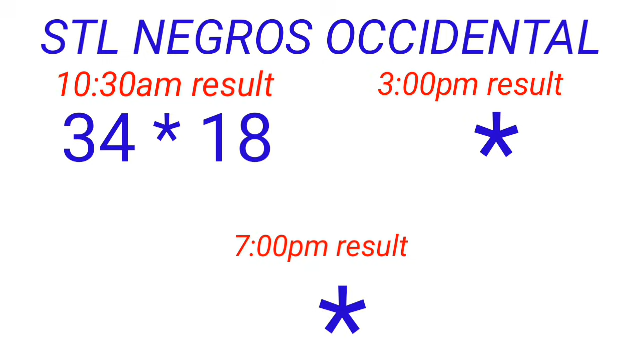 STL NEGROS OCCIDENTAL
10:30am result
3:00pm result
34 * 18
*
7:00pm result
*